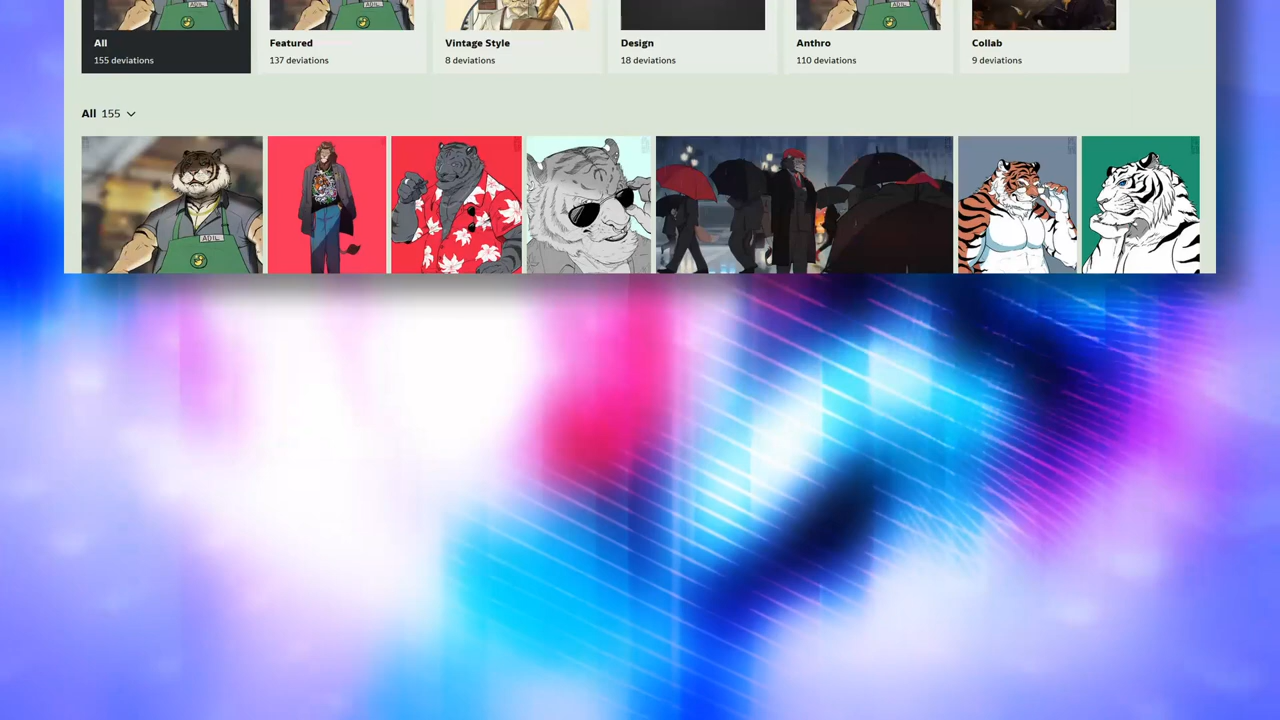 All
155 deviations
Featured
137 deviations
Vintage Style
8 deviations
Design
18 deviations
Anthro
110 deviations
Collab
9 deviations
All 155